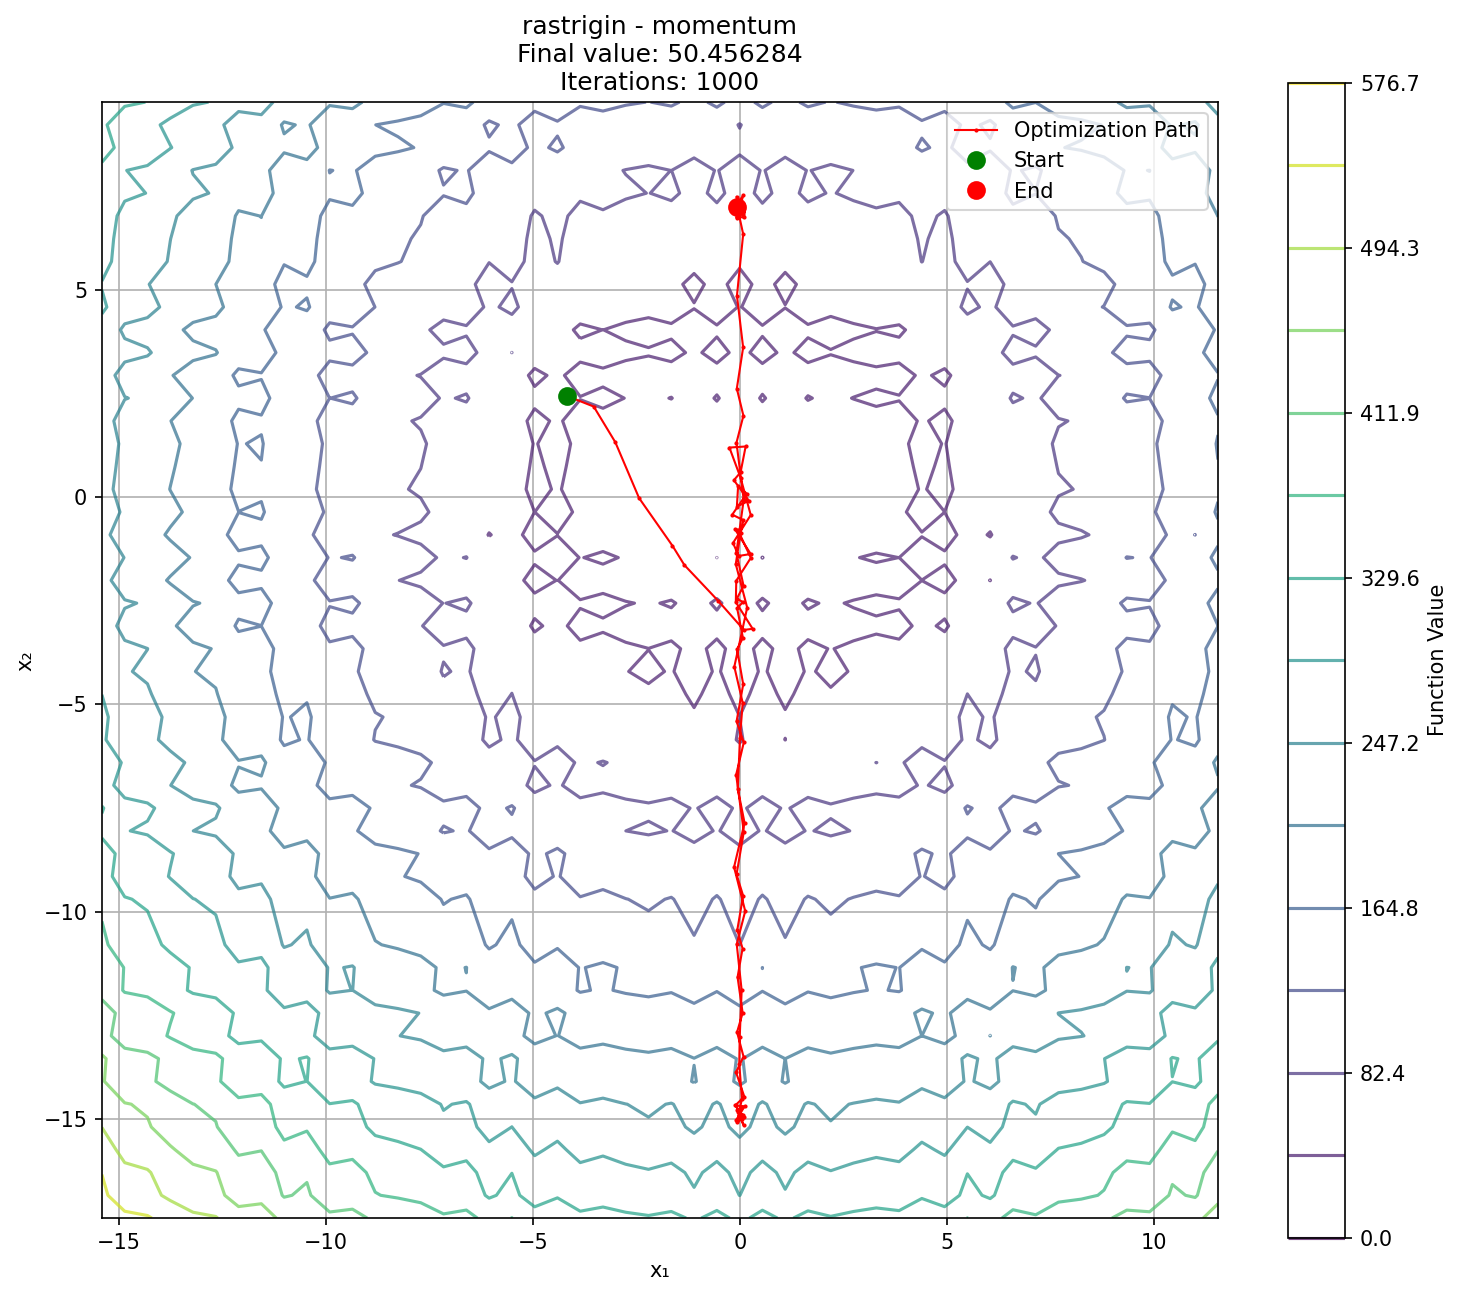 rastrigin - momentum
Final value: 50.456284
Iterations: 1000
Optimization Path
Start
End
5
0
−5
−10
−15
−15
−10
−5
0
5
10
x₁
x₂
576.7
494.3
411.9
329.6
247.2
164.8
82.4
0.0
Function Value